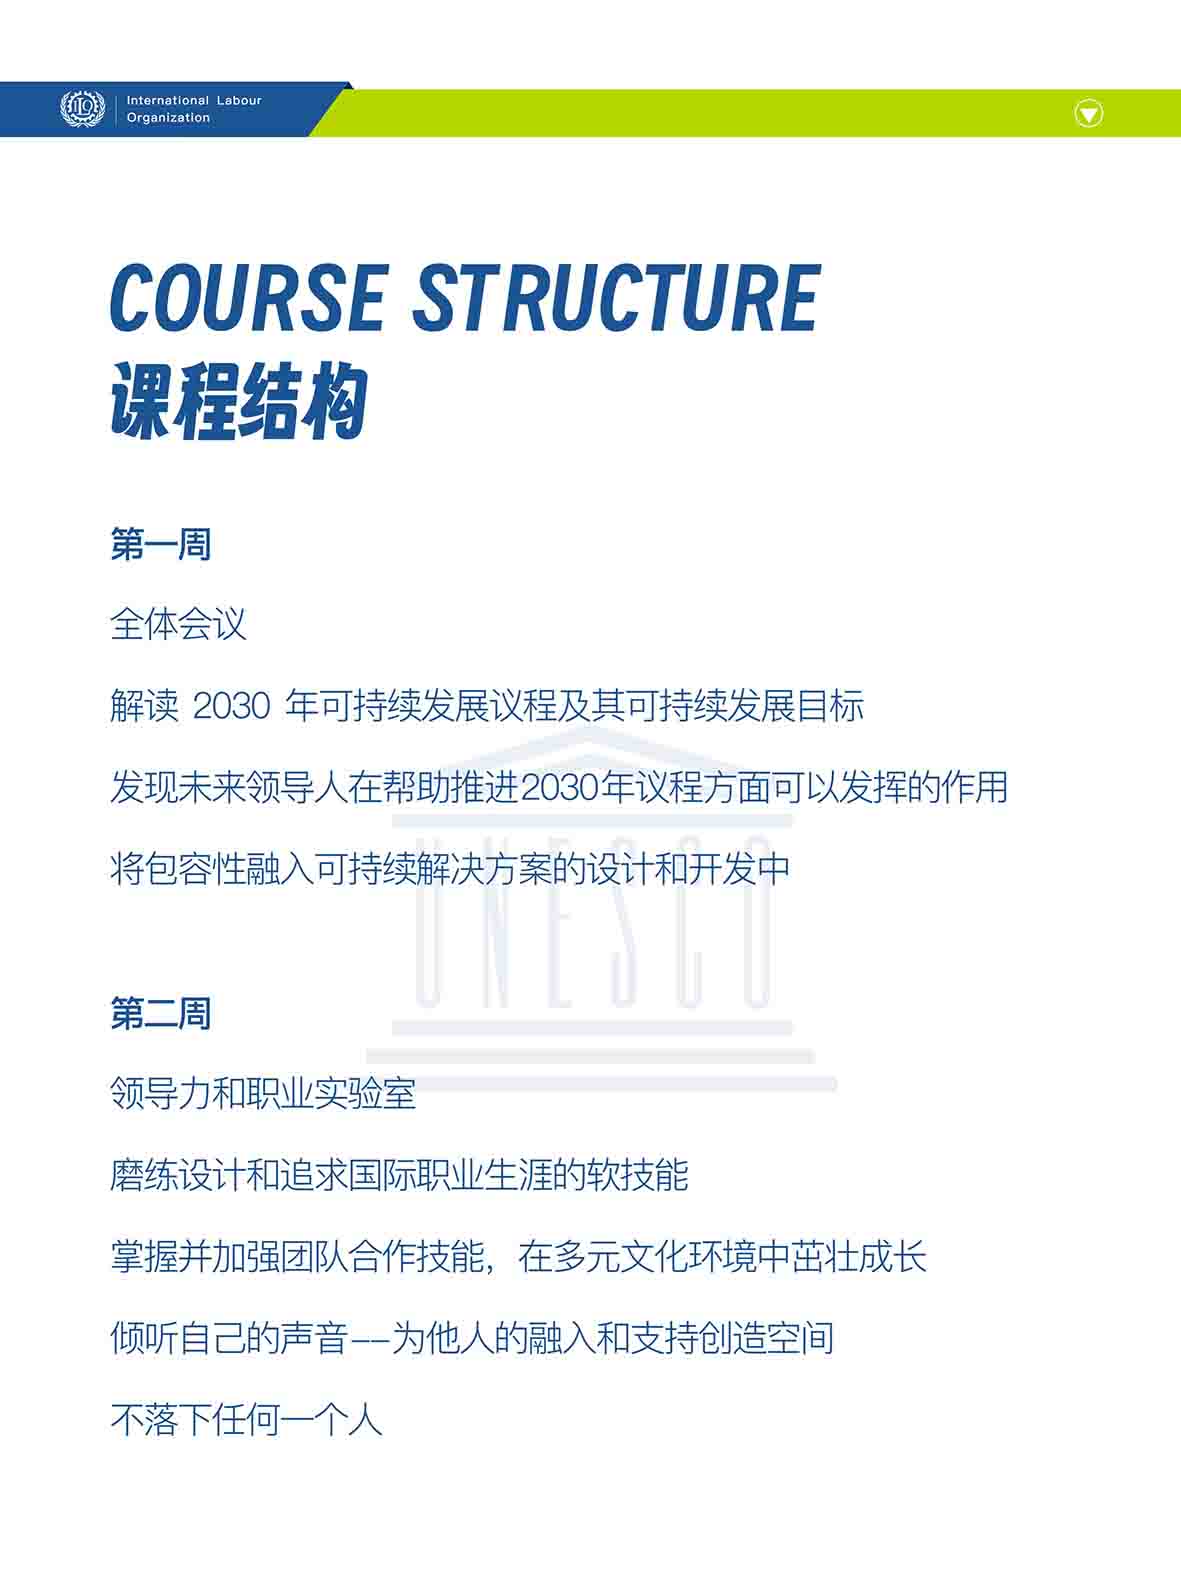 International Labour
Organization
COURSE STRUCTURE
课程结构
第一周
全体会议
解读 2030 年可持续发展议程及其可持续发展目标
发现未来领导人在帮助推进2030年议程方面可以发挥的作用
将包容性融入可持续解决方案的设计和开发中
UNESCO
第二周
领导力和职业实验室
磨练设计和追求国际职业生涯的软技能
掌握并加强团队合作技能，在多元文化环境中茁壮成长
倾听自己的声音--为他人的融入和支持创造空间
不落下任何一个人